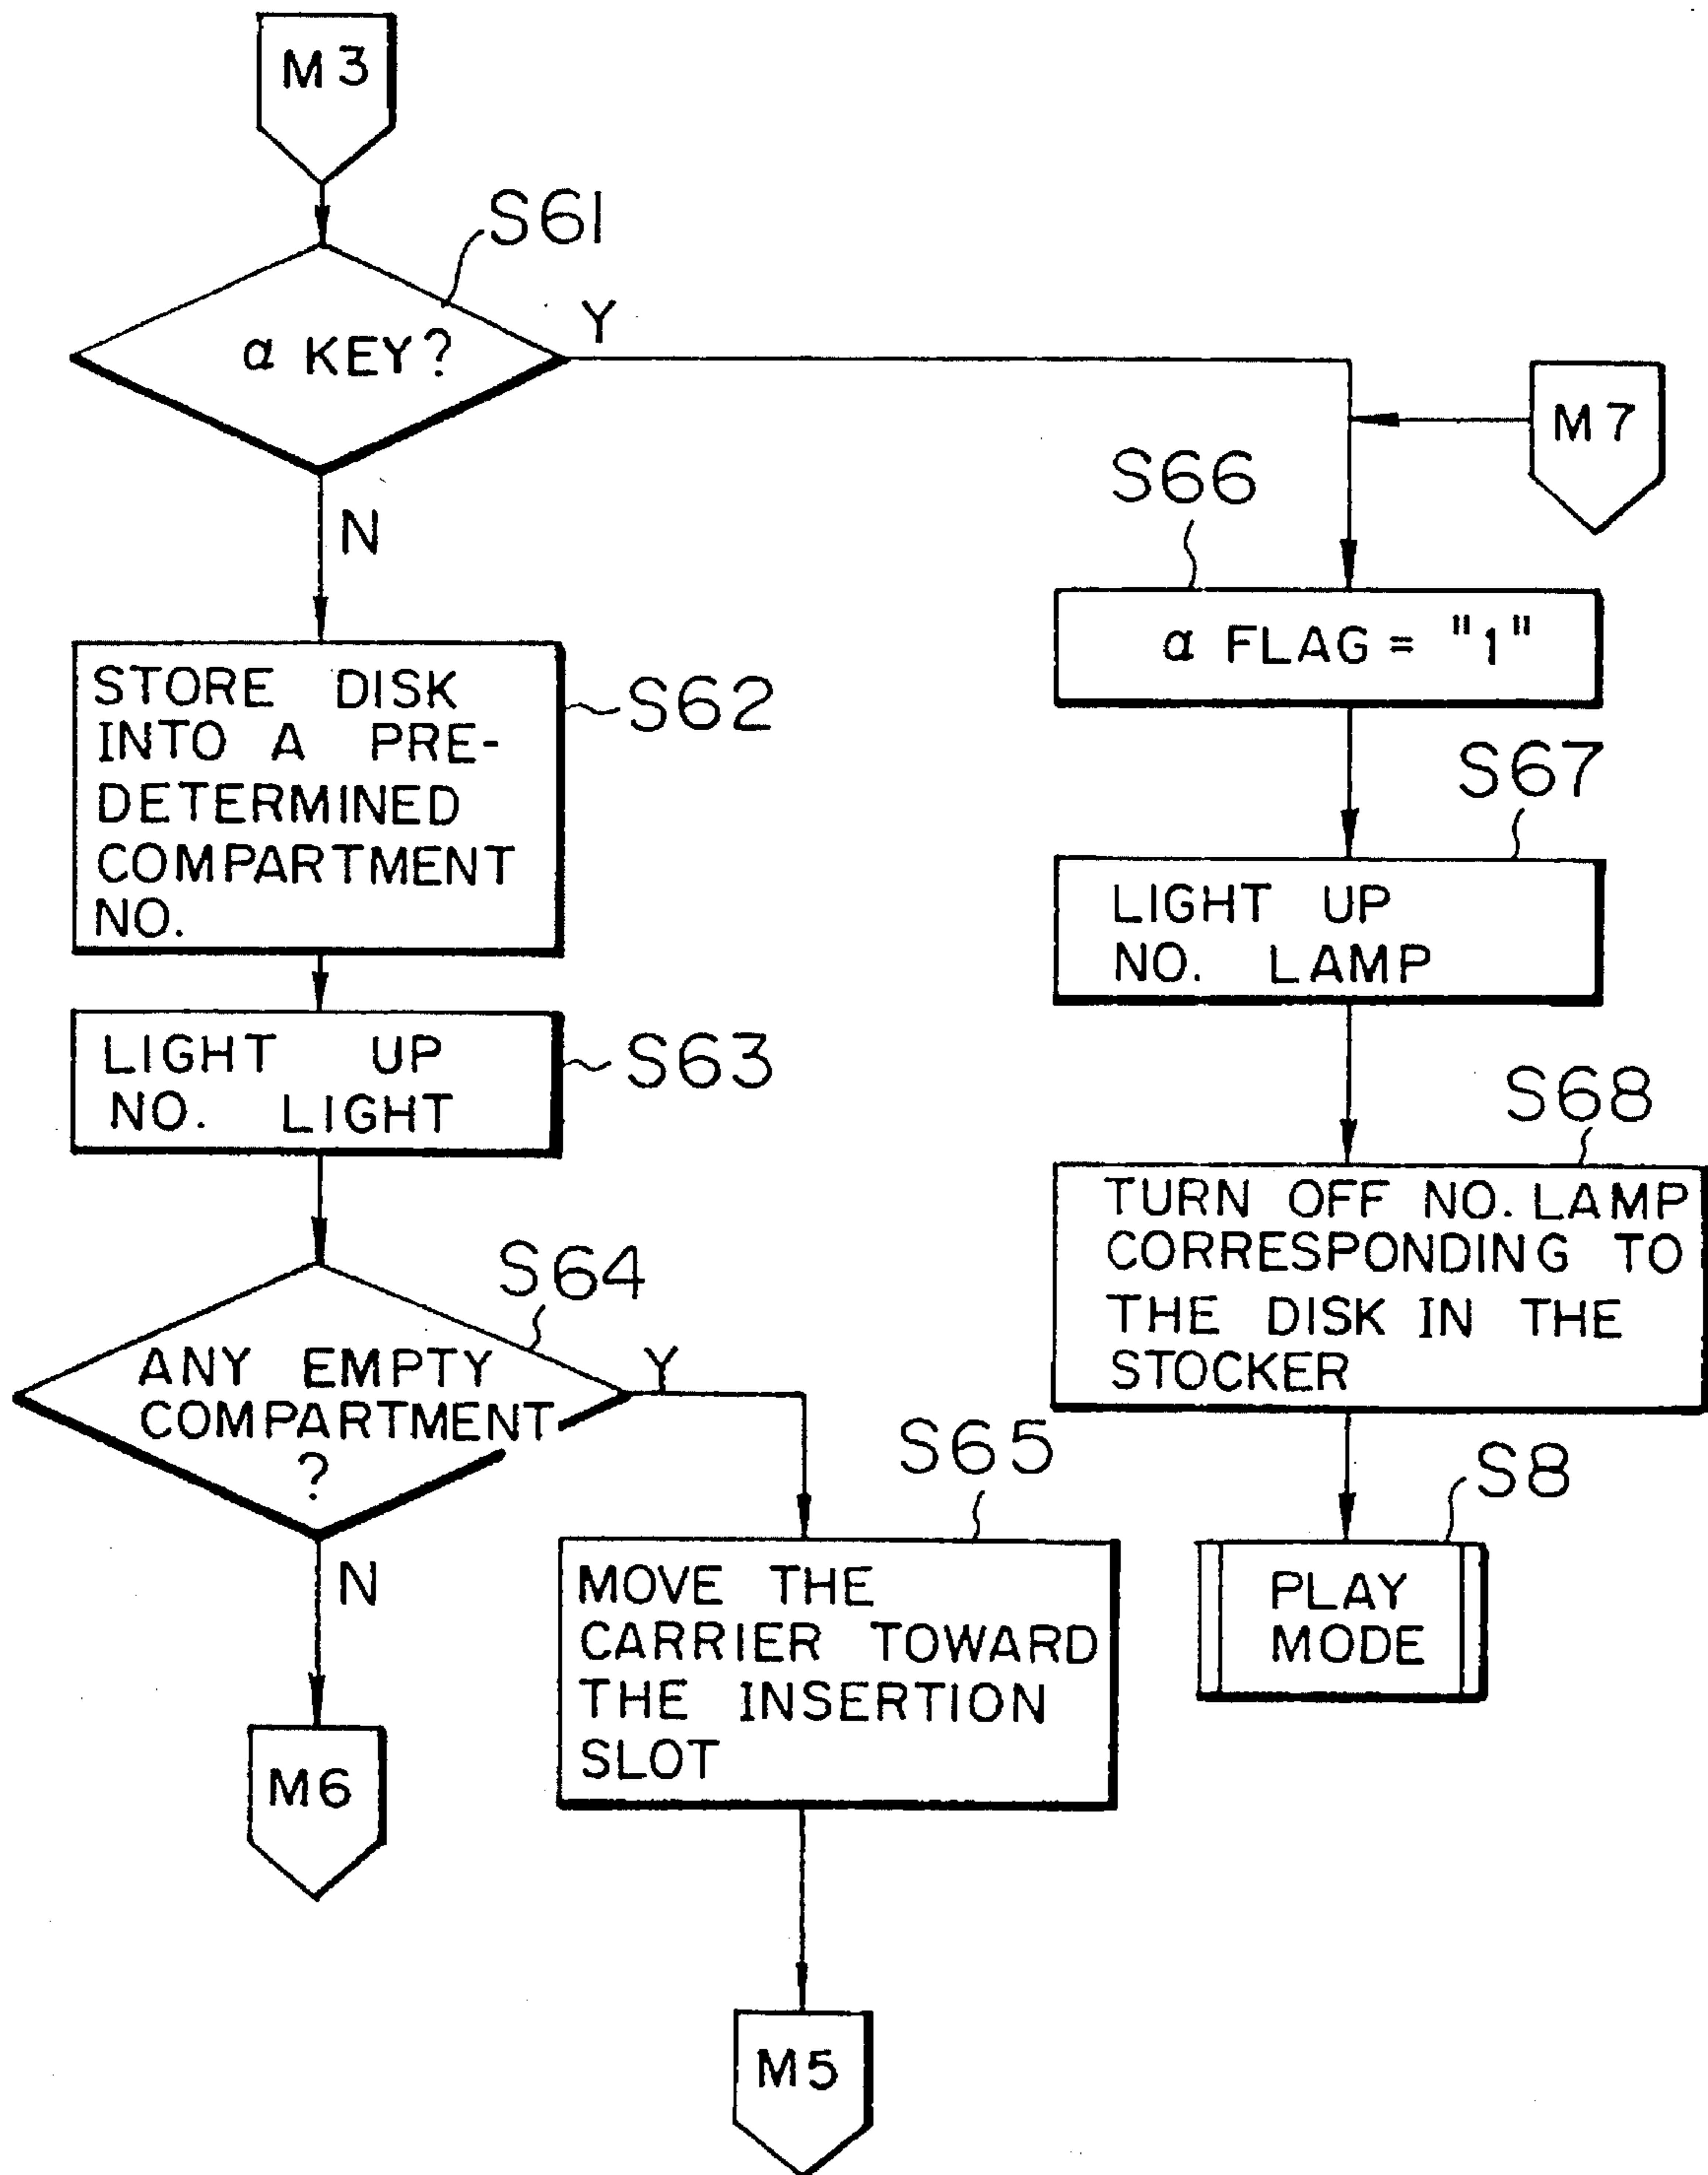 M3
S61
α KEY?
Y
N
M7
S66
α FLAG = "1"
STORE DISK
INTO A PRE-
DETERMINED
COMPARTMENT
NO.
S62
S67
LIGHT UP
NO. LAMP
LIGHT UP
NO. LIGHT
S63
S68
TURN OFF NO. LAMP
CORRESPONDING TO
THE DISK IN THE
STOCKER
S64
ANY EMPTY
COMPARTMENT
?
Y
N
S65
MOVE THE
CARRIER TOWARD
THE INSERTION
SLOT
S8
PLAY
MODE
M6
M5